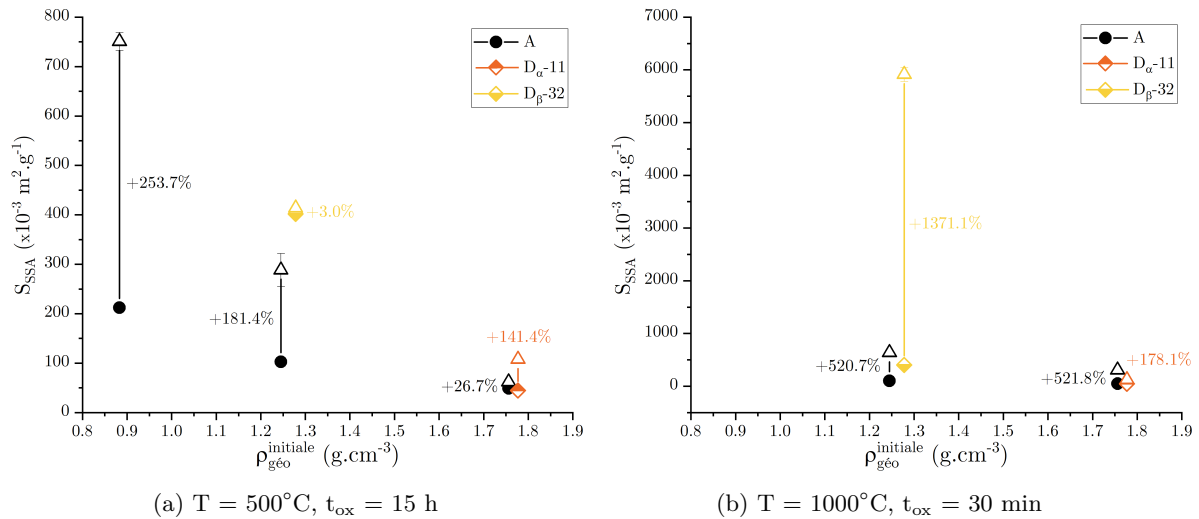 800
700
600
500
400
300
200
100
0
S_SSA (x10⁻³ m².g⁻¹)
A
D_α-11
D_β-32
+253.7%
+181.4%
+3.0%
+141.4%
+26.7%
0.8 0.9 1.0 1.1 1.2 1.3 1.4 1.5 1.6 1.7 1.8 1.9
ρ_géo^initiale (g.cm⁻³)
(a) T = 500°C, t_ox = 15 h
7000
6000
5000
4000
3000
2000
1000
0
S_SSA (x10⁻³ m².g⁻¹)
A
D_α-11
D_β-32
+1371.1%
+520.7%
+178.1%
+521.8%
0.8 0.9 1.0 1.1 1.2 1.3 1.4 1.5 1.6 1.7 1.8 1.9
ρ_géo^initiale (g.cm⁻³)
(b) T = 1000°C, t_ox = 30 min